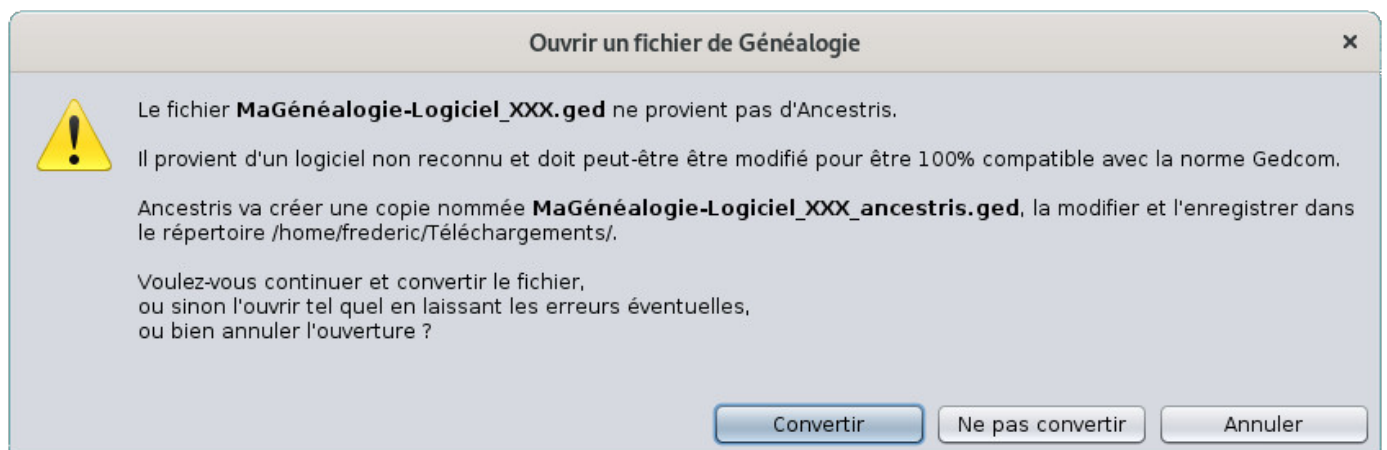 Ouvrir un fichier de Généalogie
Le fichier MaGénéalogie-Logiciel_XXX.ged ne provient pas d'Ancestris.
Il provient d'un logiciel non reconnu et doit peut-être être modifié pour être 100% compatible avec la norme Gedcom.
Ancestris va créer une copie nommée MaGénéalogie-Logiciel_XXX_ancestris.ged, la modifier et l'enregistrer dans
le répertoire /home/frederic/Téléchargements/.
Voulez-vous continuer et convertir le fichier,
ou sinon l'ouvrir tel quel en laissant les erreurs éventuelles,
ou bien annuler l'ouverture ?
Convertir
Ne pas convertir
Annuler